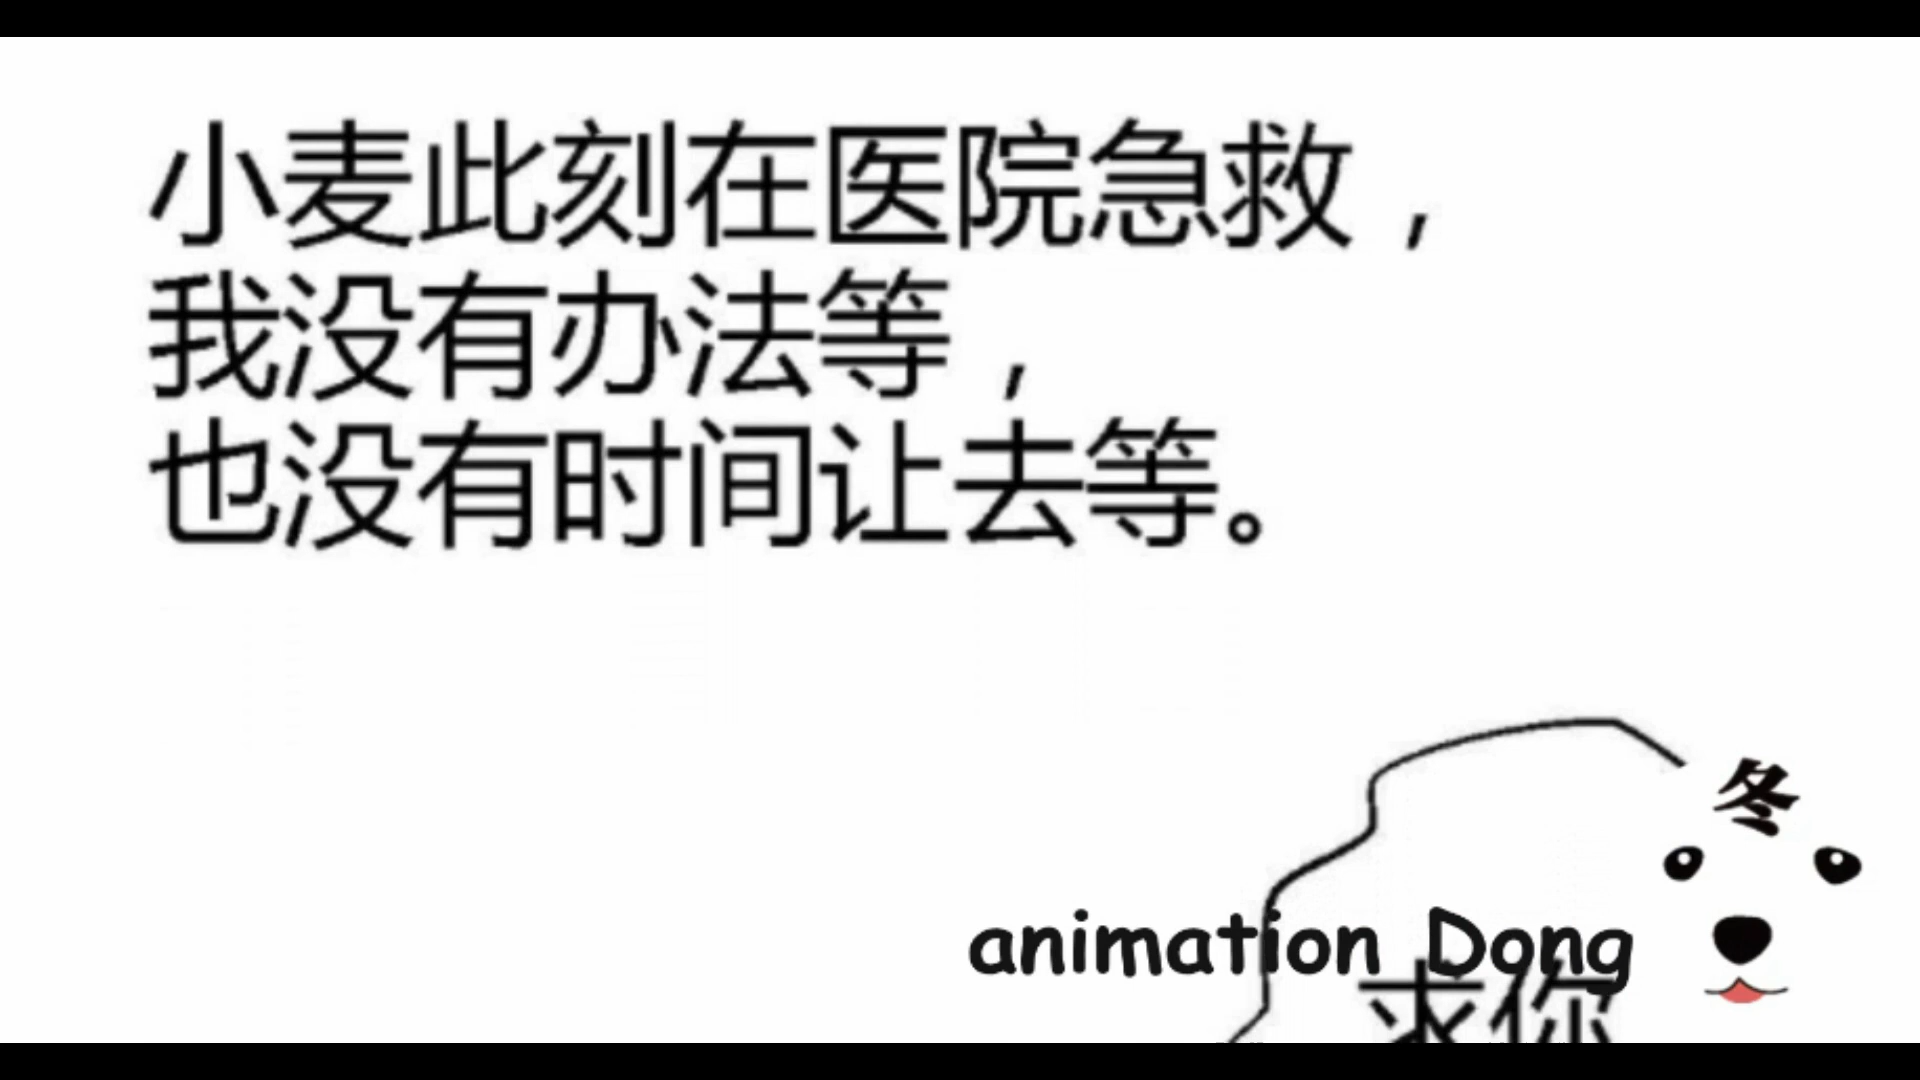 小麦此刻在医院急救，
我没有办法等，
也没有时间让去等。
冬
animation Dong
求你